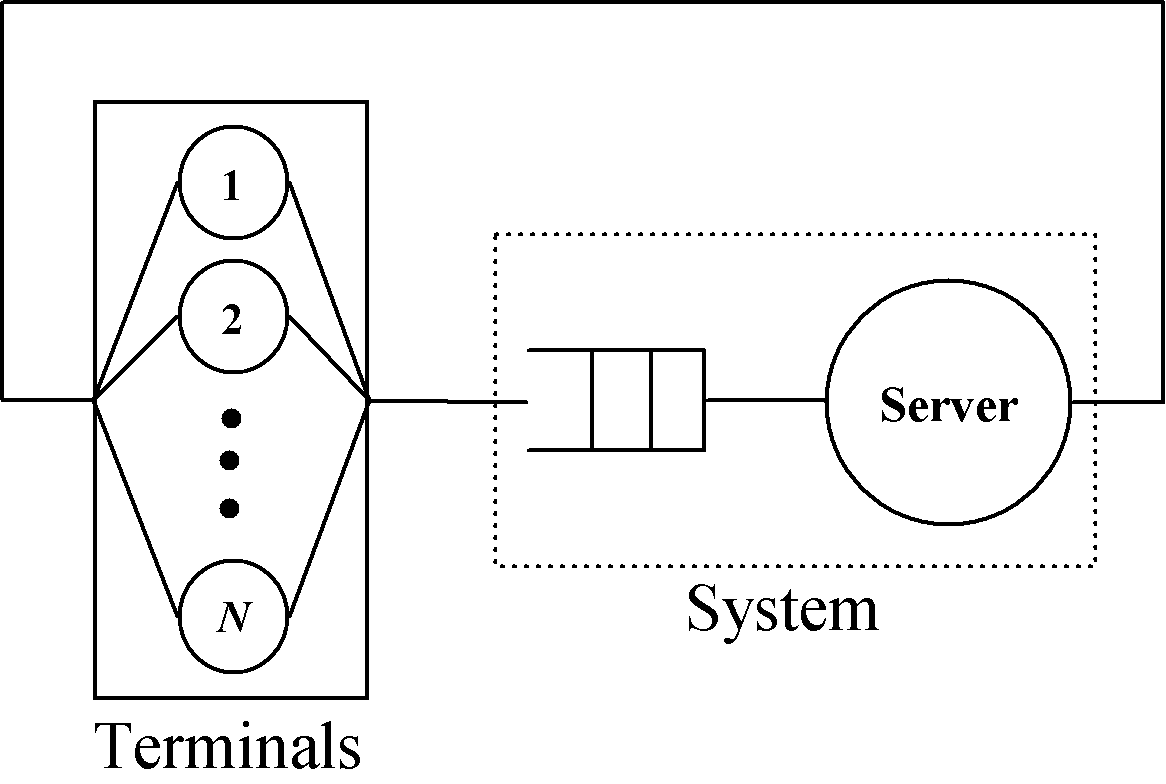 1
2
N
Server
System
Terminals